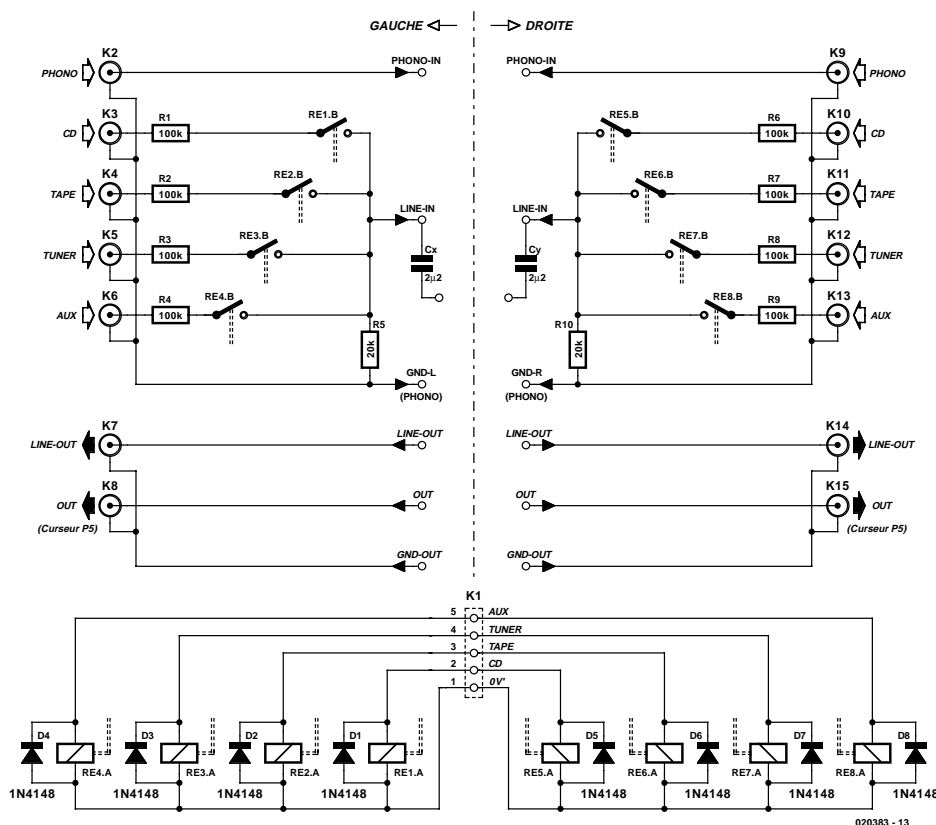 GAUCHE
DROITE
K2
PHONO-IN
PHONO
K3
R1
100k
RE1.B
CD
K4
R2
100k
RE2.B
TAPE
LINE-IN
K5
R3
100k
RE3.B
TUNER
Cx
2µ2
K6
R4
100k
RE4.B
AUX
R5
20k
GND-L
(PHONO)
PHONO-IN
K9
PHONO
RE5.B
R6
100k
K10
CD
RE6.B
R7
100k
K11
TAPE
LINE-IN
RE7.B
R8
100k
K12
TUNER
Cy
2µ2
RE8.B
R9
100k
K13
AUX
R10
20k
GND-R
(PHONO)
K7
LINE-OUT
LINE-OUT
K8
OUT
(Curseur P5)
OUT
GND-OUT
LINE-OUT
K14
LINE-OUT
OUT
K15
OUT
(Curseur P5)
GND-OUT
K1
5 AUX
4 TUNER
3 TAPE
2 CD
1 0V'
D4
RE4.A
1N4148
D3
RE3.A
1N4148
D2
RE2.A
1N4148
D1
RE1.A
1N4148
D5
RE5.A
1N4148
D6
RE6.A
1N4148
D7
RE7.A
1N4148
D8
RE8.A
1N4148
020383 - 13